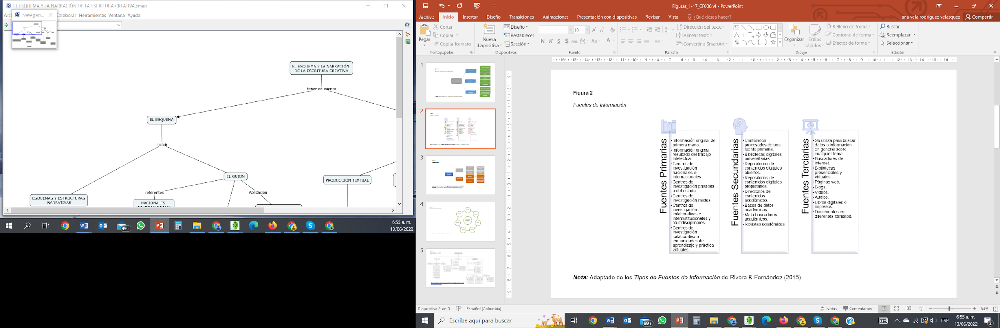 EL ESQUEMA Y LA NARRACIÓN DE LA ESCRITURA CREATIVA.cmap
Navegaci...
Colaborar Herramientas Ventana Ayuda
EL ESQUEMA Y LA NARRACIÓN
DE LA ESCRITURA CREATIVA
tener en cuenta
EL ESQUEMA
incluir
EL GUION
PRODUCCIÓN TEXTUAL
referentes
Aplicación
ESQUEMAS Y ESTRUCTURAS
NARRATIVAS
NACIONALES
INTERNACIONALES
99+
6:55 a. m.
13/06/2022
Figuras_1-17_CF006 vf - PowerPoint
Archivo Inicio Insertar Diseño Transiciones Animaciones Presentación con diapositivas Revisar Vista ¿Qué desea hacer?
ana vela rodriguez velasquez Compartir
Pegar
Cortar
Copiar
Copiar formato
Portapapeles
Nueva
diapositiva
Diseño
Restablecer
Sección
Diapositivas
10
N K S S abc AV Aa A
Fuente
Dirección del texto
Alinear texto
Convertir a SmartArt
Párrafo
Organizar
Estilos
rápidos
Relleno de forma
Contorno de forma
Efectos de forma
Dibujo
Buscar
Reemplazar
Seleccionar
Edición
1
2
3
4
5
Figura 2
Fuentes de Información
Fuentes Primarias
•Información original de
primera mano.
•Información original
resultado del trabajo
intelectual.
•Centros de
investigación
nacionales e
internacionales
•Centros de
investigación privadas
o del estado.
•Centros de
investigación mixtas.
•Centros de
investigación
colaborativas e
interinstitucionales y
multidisciplinares.
•Centros de
investigación
colaborativa o
comunidades de
aprendizaje y práctica
virtuales.
Fuentes Secundarias
•Contenidos
procesados de una
fuente primaria.
•Bibliotecas digitales
universitarias.
•Repositorios de
contenidos digitales
abiertos.
•Repositorios de
contenidos digitales
propietarios.
•Directorios de
contenidos
académicos.
•Bases de datos
académicas.
•Meta buscadores
académicos.
•Revistas académicas.
Fuentes Terciarias
•Se utiliza para buscar
datos o información
en general sobre
cualquier tema
•Buscadores de
internet.
•Bibliotecas
presenciales y
virtuales.
•Páginas web.
•Blogs.
•Videos.
•Audios.
•Libros digitales o
impresos.
•Documentos en
diferentes formatos.
Nota: Adaptado de los Tipos de Fuentes de Información de Rivera & Fernández (2015)
Diapositiva 2 de 5 Español (Colombia)
Notas Comentarios 84%
Escribe aquí para buscar
99+
ESP
6:55 a. m.
13/06/2022
2